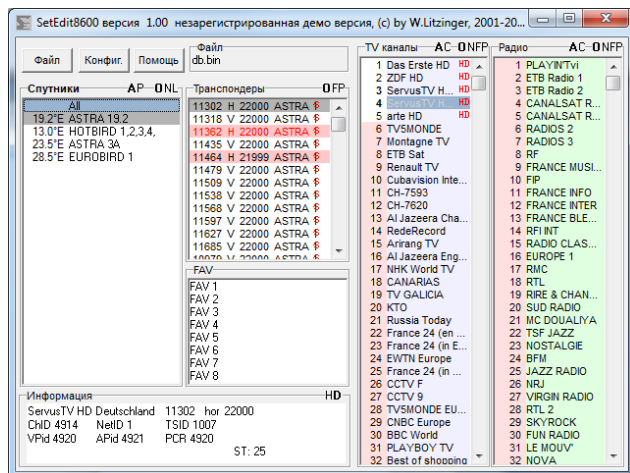 SetEdit8600 версия 1.00 незарегистрированная демо версия, (c) by W.Litzinger, 2001-20...
Файл Конфиг. Помощь
Файл
db.bin
Спутники AP ONL
All
19.2°E ASTRA 19.2
13.0°E HOTBIRD 1,2,3,4,
23.5°E ASTRA 3A
28.5°E EUROBIRD 1
Транспондеры OFP
11302 H 22000 ASTRA $
11318 V 22000 ASTRA $
11362 H 22000 ASTRA $
11435 V 22000 ASTRA $
11464 H 21999 ASTRA $
11479 V 22000 ASTRA $
11509 V 22000 ASTRA $
11538 V 22000 ASTRA $
11568 V 22000 ASTRA $
11597 V 22000 ASTRA $
11627 V 22000 ASTRA $
11685 V 22000 ASTRA $
FAV
FAV 1
FAV 2
FAV 3
FAV 4
FAV 5
FAV 6
FAV 7
FAV 8
Информация HD
ServusTV HD Deutschland 11302 hor 22000
ChID 4914 NetID 1 TSID 1007
VPid 4920 APid 4921 PCR 4920
ST: 25
TV каналы AC ONFP
1 Das Erste HD HD
2 ZDF HD HD
3 ServusTV H... HD
4 ServusTV H... HD
5 arte HD HD
6 TV5MONDE
7 Montagne TV
8 ETB Sat
9 Renault TV
10 Cubavision Inte...
11 CH-7593
12 CH-7620
13 Al Jazeera Cha...
14 RedeRecord
15 Arirang TV
16 Al Jazeera Eng...
17 NHK World TV
18 CANARIAS
19 TV GALICIA
20 KTO
21 Russia Today
22 France 24 (en ...
23 France 24 (in E...
24 EWTN Europe
25 France 24 (in ...
26 CCTV F
27 CCTV 9
28 TV5MONDE EU...
29 CNBC Europe
30 BBC World
31 PLAYBOY TV
32 Best of shopping
Радио AC ONFP
1 PLAYIN'Tvi
2 ETB Radio 1
3 ETB Radio 2
4 CANALSAT R...
5 CANALSAT R...
6 RADIOS 2
7 RADIOS 3
8 RF
9 FRANCE MUSI...
10 FIP
11 FRANCE INFO
12 FRANCE INTER
13 FRANCE BLE...
14 RFI INT
15 RADIO CLAS...
16 EUROPE 1
17 RMC
18 RTL
19 RIRE & CHAN...
20 SUD RADIO
21 MC DOUALIYA
22 TSF JAZZ
23 NOSTALGIE
24 BFM
25 JAZZ RADIO
26 NRJ
27 VIRGIN RADIO
28 RTL 2
29 SKYROCK
30 FUN RADIO
31 LE MOUV'
32 NOVA